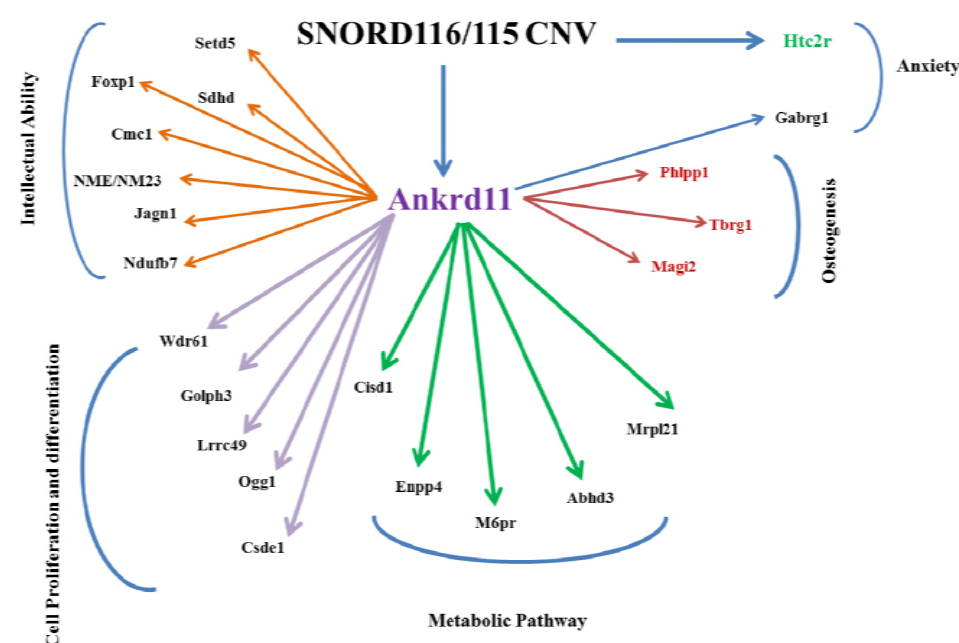 SNORD116/115 CNV
Htc2r
Anxiety
Gabrg1
Intellectual Ability
Setd5
Foxp1
Sdhd
Cmc1
NME/NM23
Jagn1
Ndufb7
Ankrd11
Phlpp1
Tbrg1
Magi2
Osteogenesis
Cell Proliferation and differentiation
Wdr61
Golph3
Lrrc49
Ogg1
Csde1
Cisd1
Enpp4
M6pr
Abhd3
Mrpl21
Metabolic Pathway